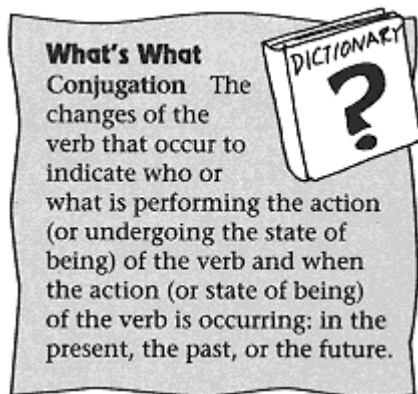 What's What
DICTIONARY
?
Conjugation The
changes of the
verb that occur to
indicate who or
what is performing the action
(or undergoing the state of
being) of the verb and when
the action (or state of being)
of the verb is occurring: in the
present, the past, or the future.